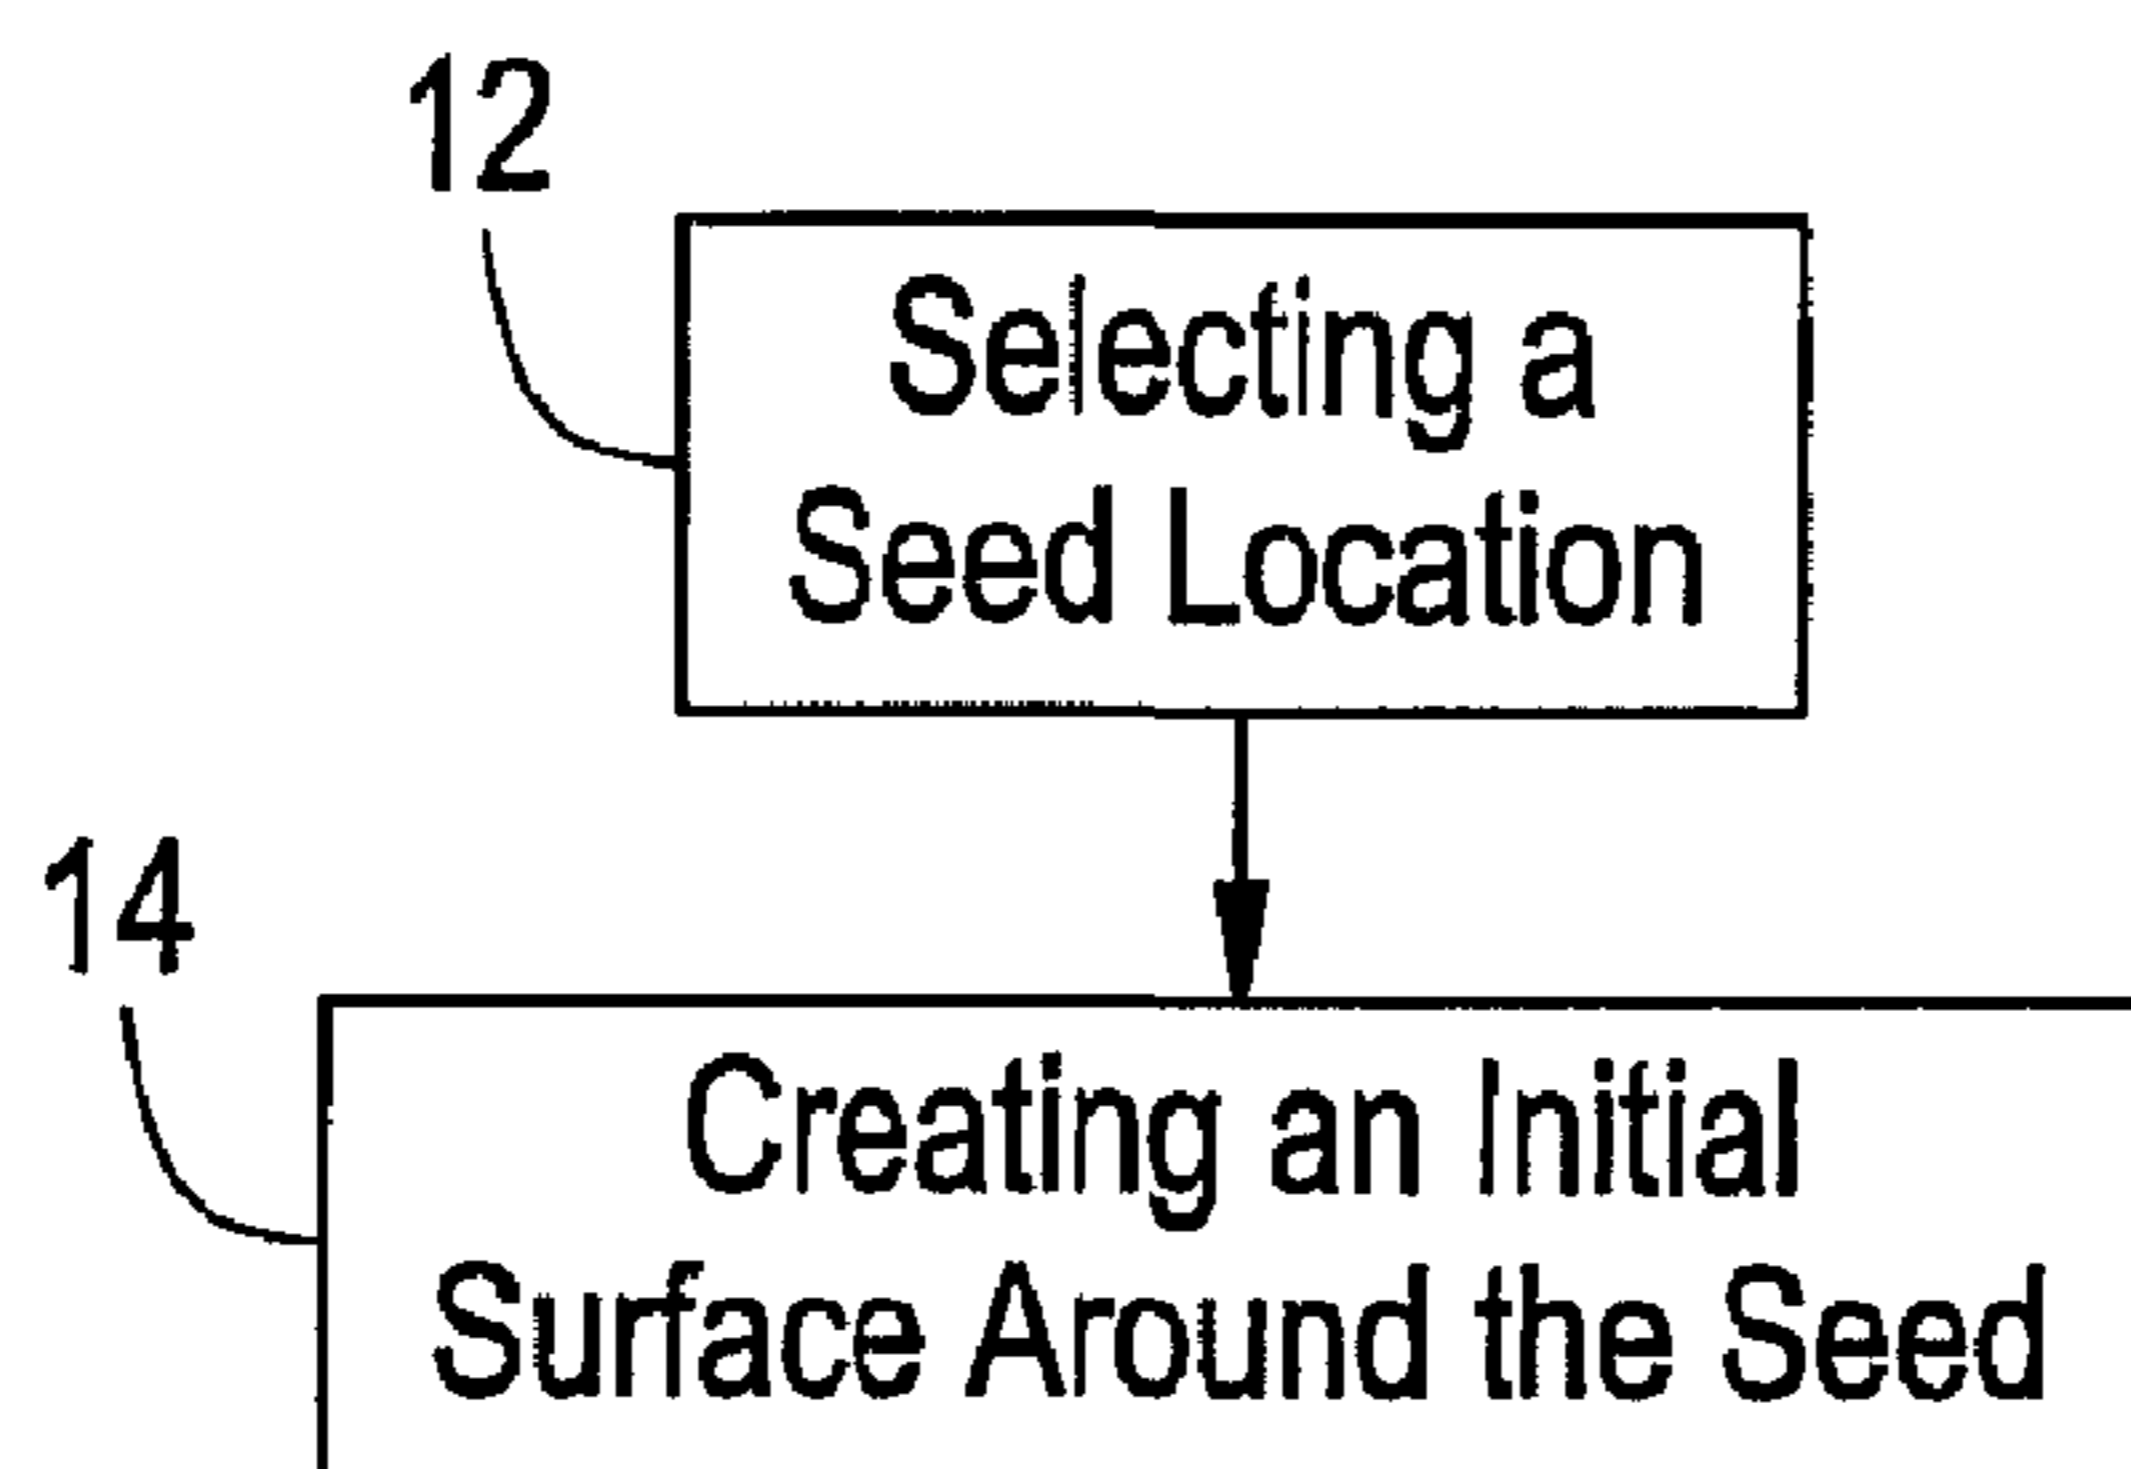 12
Selecting a
Seed Location
14
Creating an Initial
Surface Around the Seed